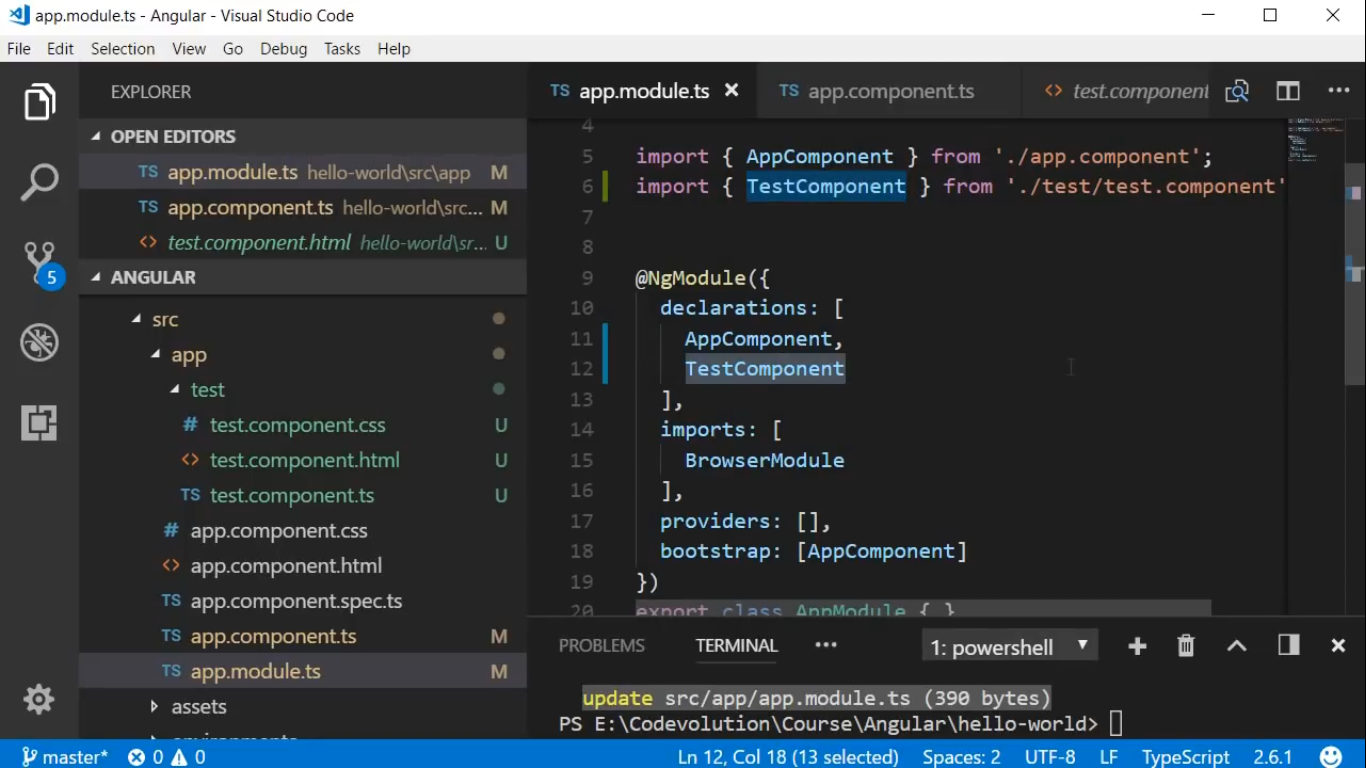 app.module.ts - Angular - Visual Studio Code
File Edit Selection View Go Debug Tasks Help
EXPLORER
OPEN EDITORS
TS app.module.ts hello-world\src\app M
TS app.component.ts hello-world\src... M
<> test.component.html hello-world\sr... U
5
ANGULAR
src
app
test
# test.component.css U
<> test.component.html U
TS test.component.ts U
# app.component.css
<> app.component.html
TS app.component.spec.ts
TS app.component.ts M
TS app.module.ts M
assets
environments
TS app.module.ts
TS app.component.ts
<> test.component
4
5 import { AppComponent } from './app.component';
6 import { TestComponent } from './test/test.component'
7
8
9 @NgModule({
10 declarations: [
11 AppComponent,
12 TestComponent
13 ],
14 imports: [
15 BrowserModule
16 ],
17 providers: [],
18 bootstrap: [AppComponent]
19 })
20 export class AppModule { }
PROBLEMS TERMINAL ... 1: powershell
update src/app/app.module.ts (390 bytes)
PS E:\Codevolution\Course\Angular\hello-world>
master* 0 0 Ln 12, Col 18 (13 selected) Spaces: 2 UTF-8 LF TypeScript 2.6.1